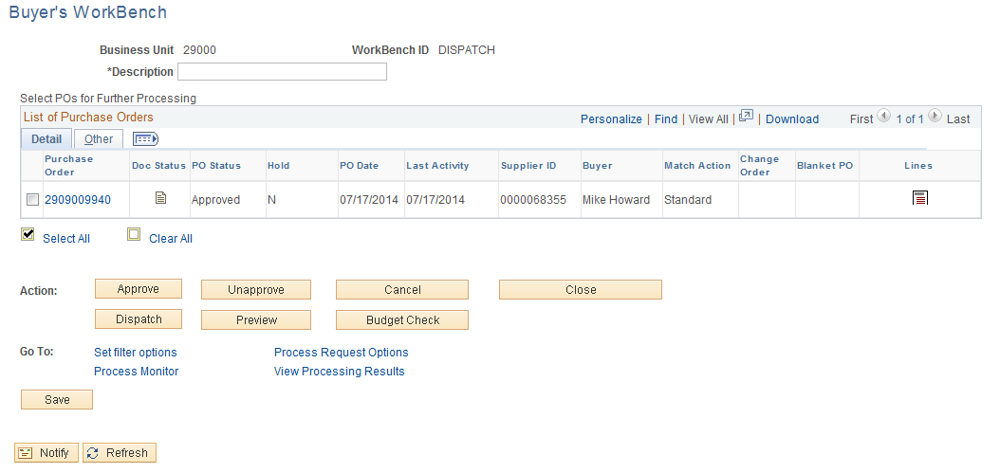 Buyer's WorkBench
Business Unit 29000 WorkBench ID DISPATCH
*Description
Select POs for Further Processing
List of Purchase Orders Personalize | Find | View All | | Download First 1 of 1 Last
Detail Other
Purchase Order Doc Status PO Status Hold PO Date Last Activity Supplier ID Buyer Match Action Change Order Blanket PO Lines
2909009940 Approved N 07/17/2014 07/17/2014 0000068355 Mike Howard Standard
Select All Clear All
Action: Approve Unapprove Cancel Close
Dispatch Preview Budget Check
Go To: Set filter options Process Request Options
Process Monitor View Processing Results
Save
Notify Refresh